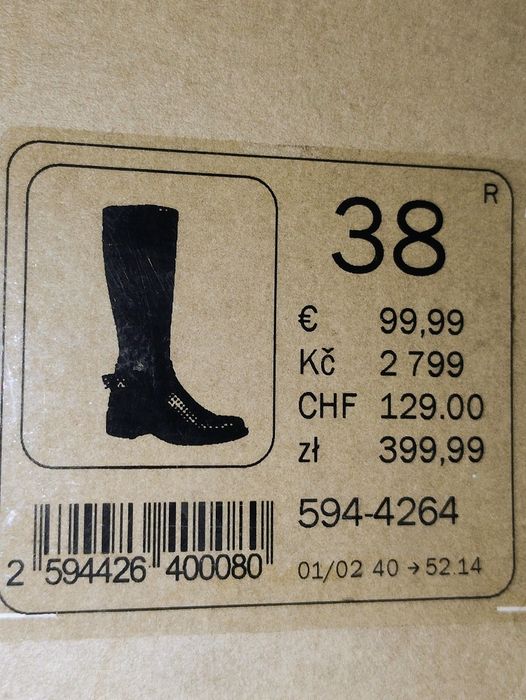 R
38
€ 99,99
Kč 2 799
CHF 129.00
zł 399,99
594-4264
2 594426 400080
01/02 40 → 52.14